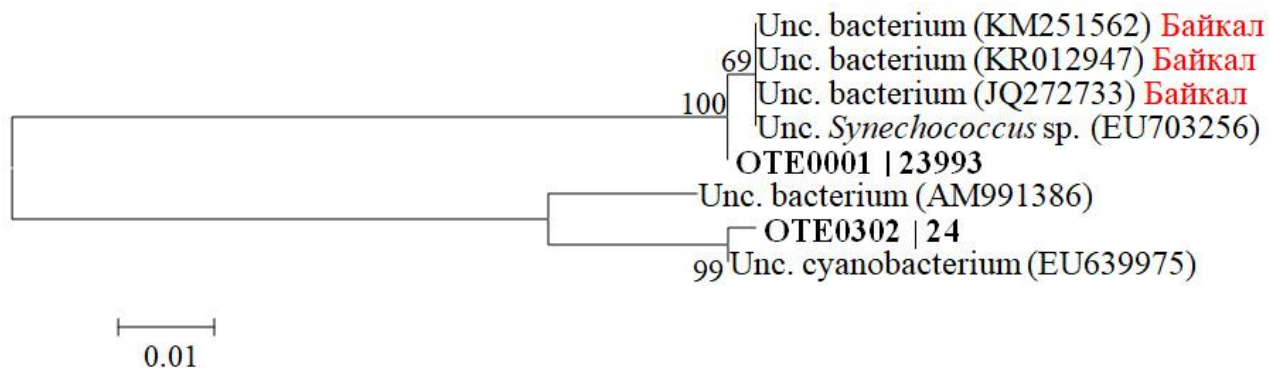 Unc. bacterium (KM251562) Байкал
69
Unc. bacterium (KR012947) Байкал
Unc. bacterium (JQ272733) Байкал
100
Unc. Synechococcus sp. (EU703256)
OTE0001 | 23993
Unc. bacterium (AM991386)
OTE0302 | 24
99
Unc. cyanobacterium (EU639975)
0.01